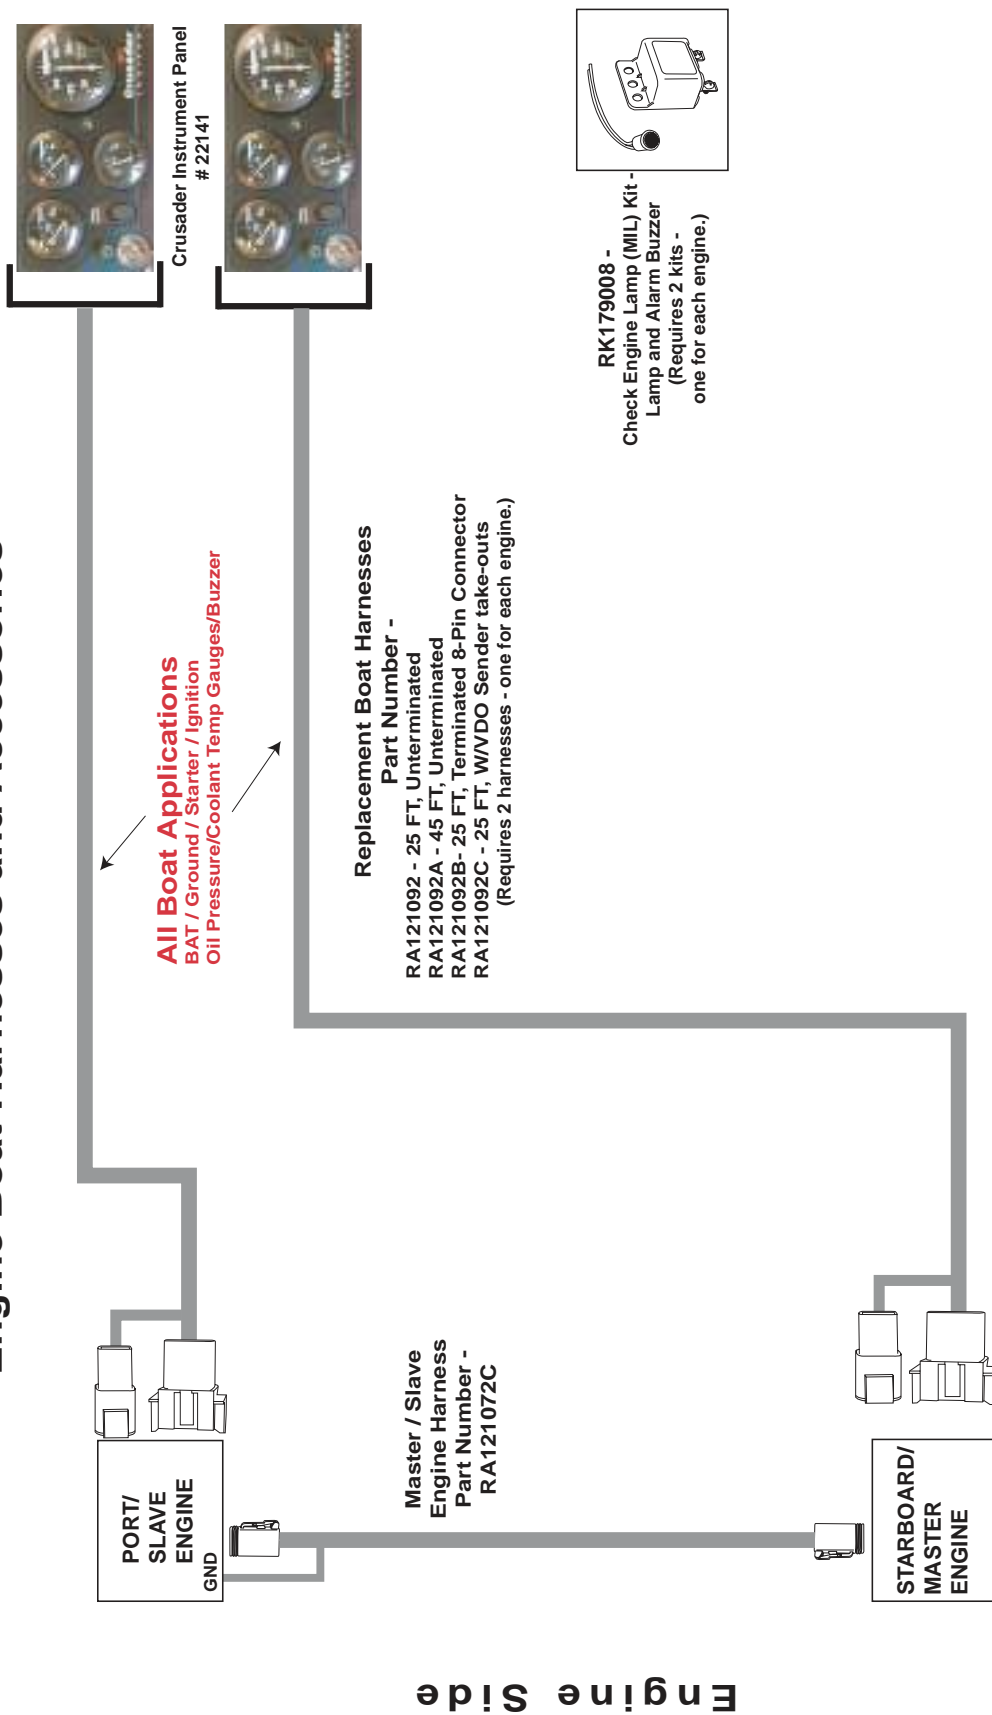 Crusader Instrument Panel
# 22141
All Boat Applications
BAT / Ground / Starter / Ignition
Oil Pressure/Coolant Temp Gauges/Buzzer
Replacement Boat Harnesses
Part Number -
RA121092 - 25 FT, Unterminated
RA121092A - 45 FT, Unterminated
RA121092B- 25 FT, Terminated 8-Pin Connector
RA121092C - 25 FT, W/VDO Sender take-outs
(Requires 2 harnesses - one for each engine.)
RK179008 -
Check Engine Lamp (MIL) Kit -
Lamp and Alarm Buzzer
(Requires 2 kits -
one for each engine.)
Master / Slave
Engine Harness
Part Number -
RA121072C
PORT/
SLAVE
ENGINE
GND
STARBOARD/
MASTER
ENGINE
Engine Side